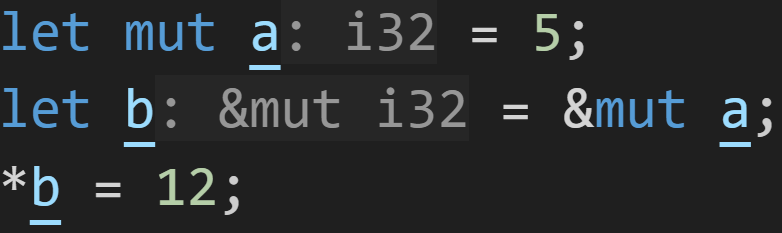 let mut a: i32 = 5;
let b: &mut i32 = &mut a;
*b = 12;